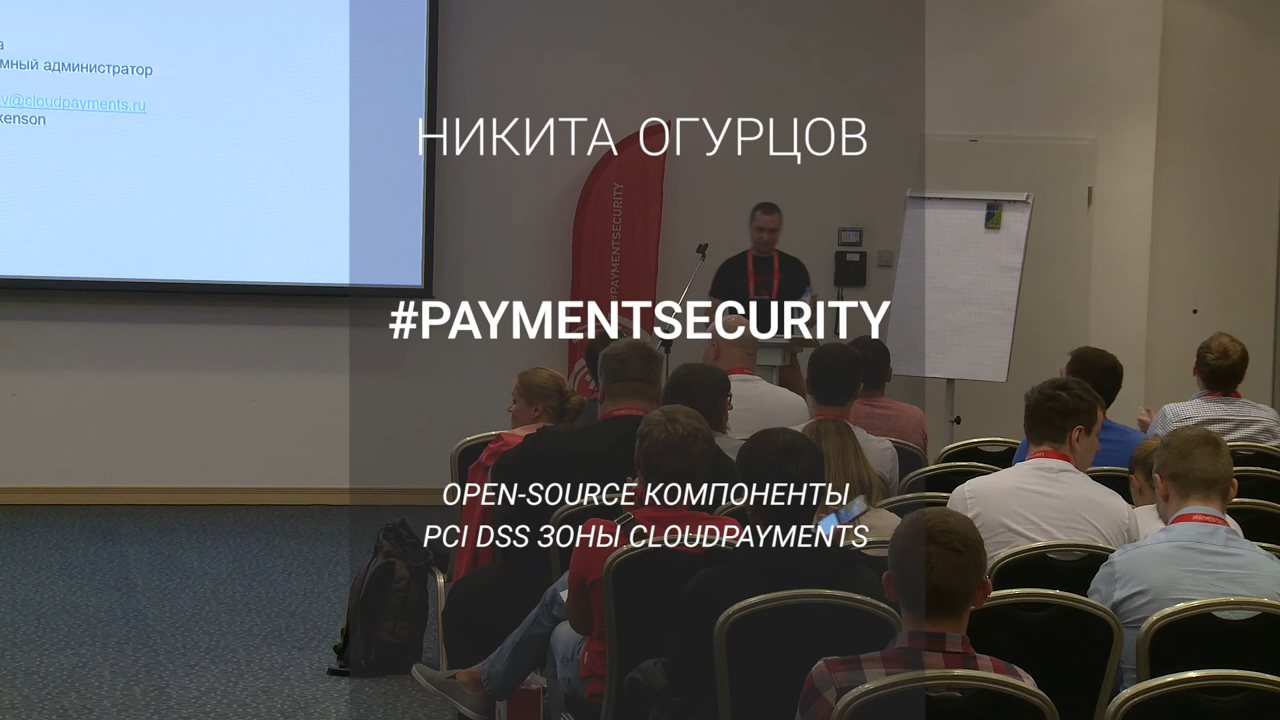 мный администратор
v@cloudpayments.ru
kenson
НИКИТА ОГУРЦОВ
#PAYMENTSECURITY
#PAYMENTSECURITY
OPEN-SOURCE КОМПОНЕНТЫ
PCI DSS ЗОНЫ CLOUDPAYMENTS